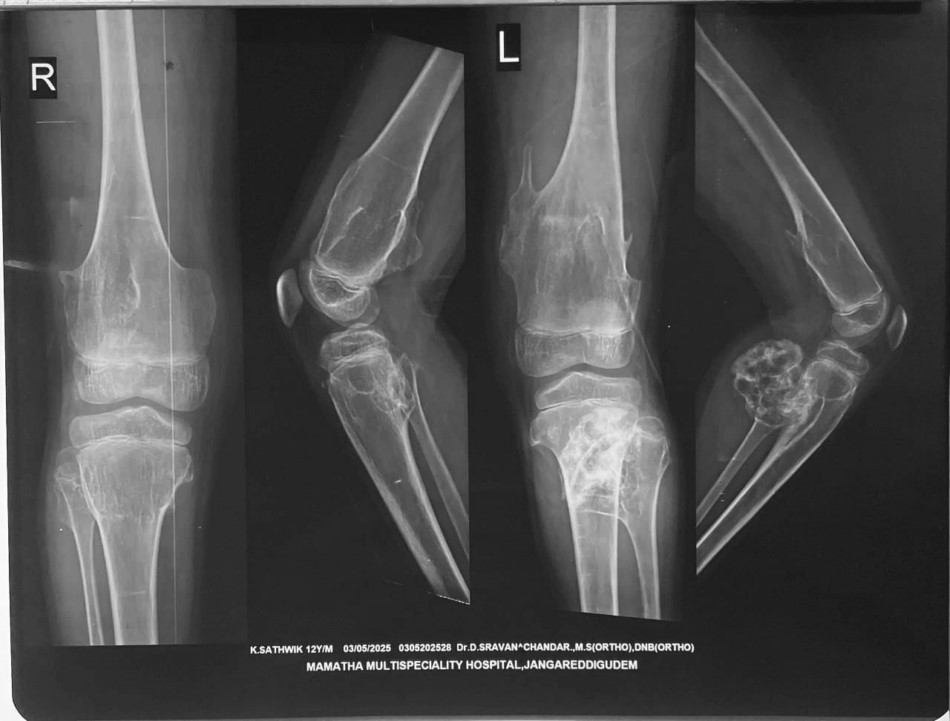 R
L
K.SATHWIK 12Y/M 03/05/2025 0305202528 Dr.D.SRAVAN^CHANDAR.,M.S(ORTHO),DNB(ORTHO)
MAMATHA MULTISPECIALITY HOSPITAL,JANGAREDDIGUDEM